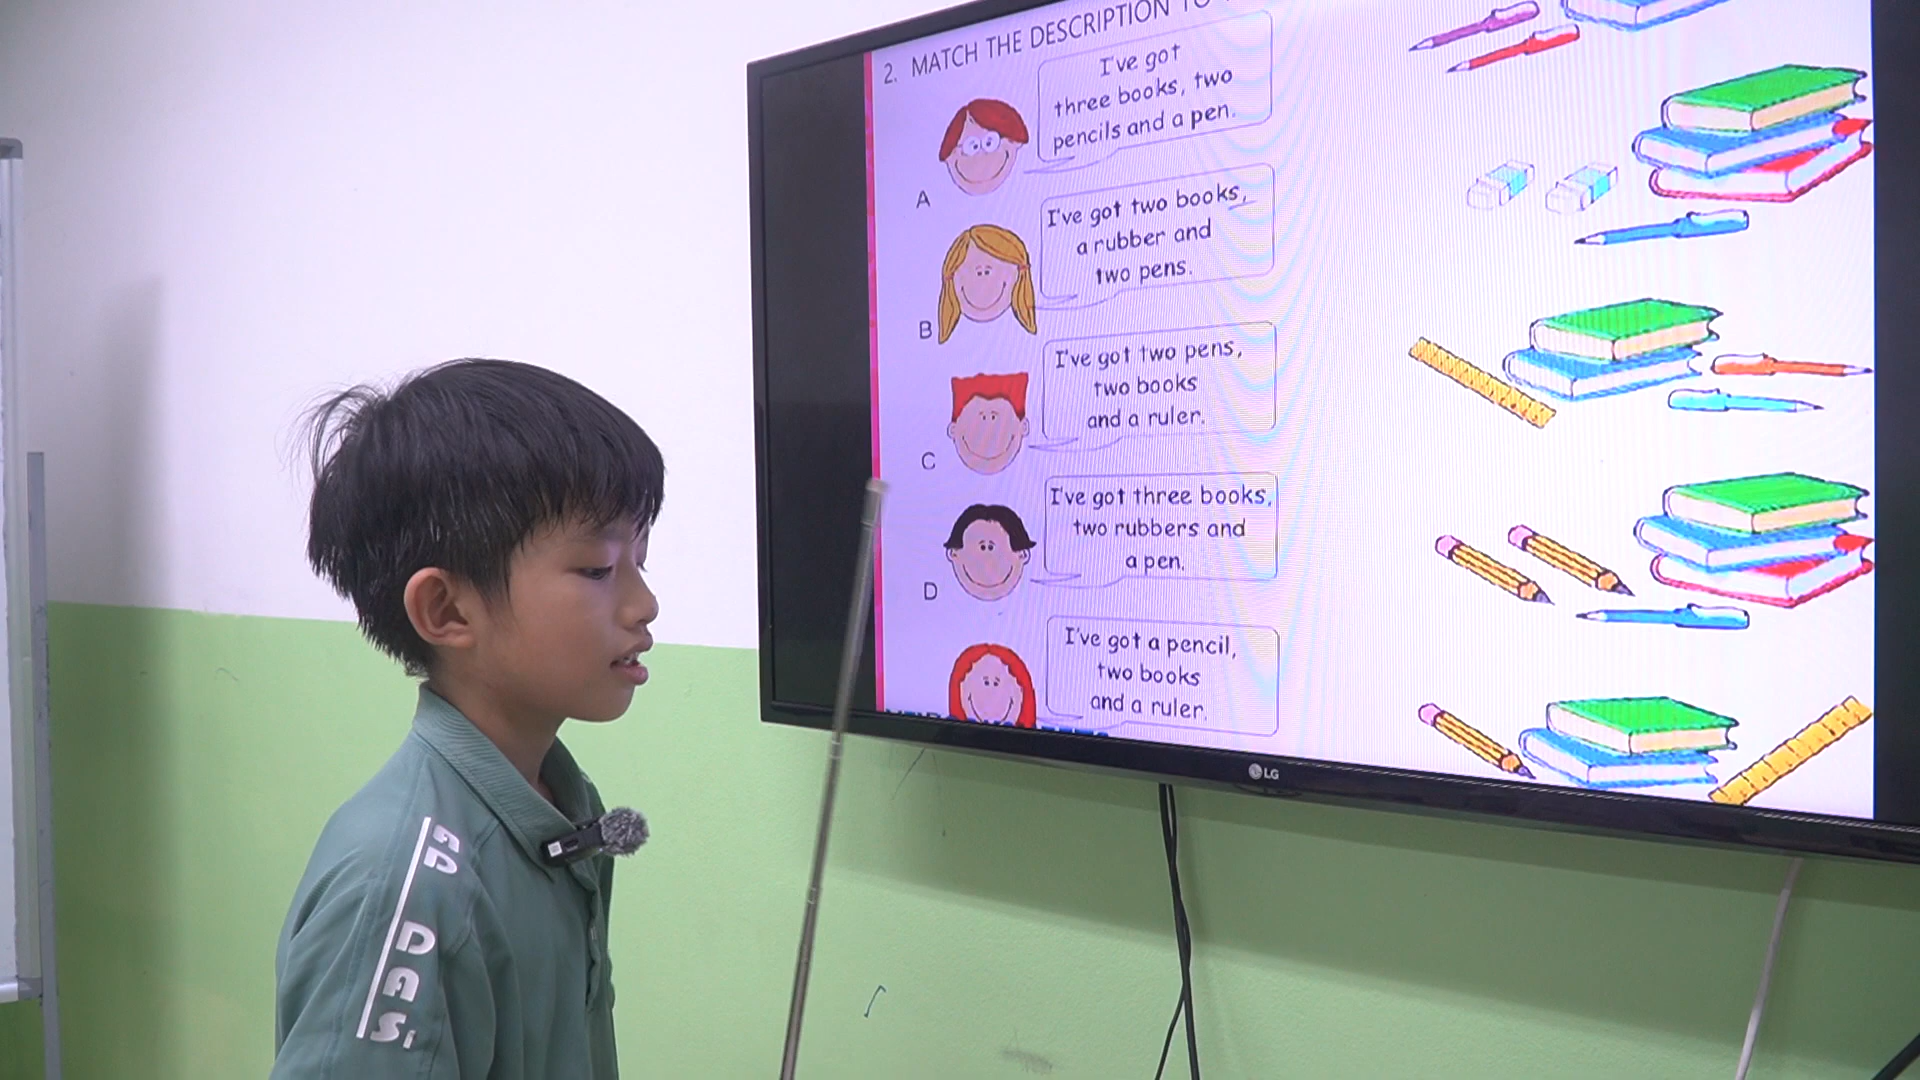 2. MATCH THE DESCRIPTION TO
I've got
three books, two
pencils and a pen.
A
I've got two books,
a rubber and
two pens.
B
I've got two pens,
two books
and a ruler.
C
I've got three books,
two rubbers and
a pen.
D
I've got a pencil,
two books
and a ruler.
LG